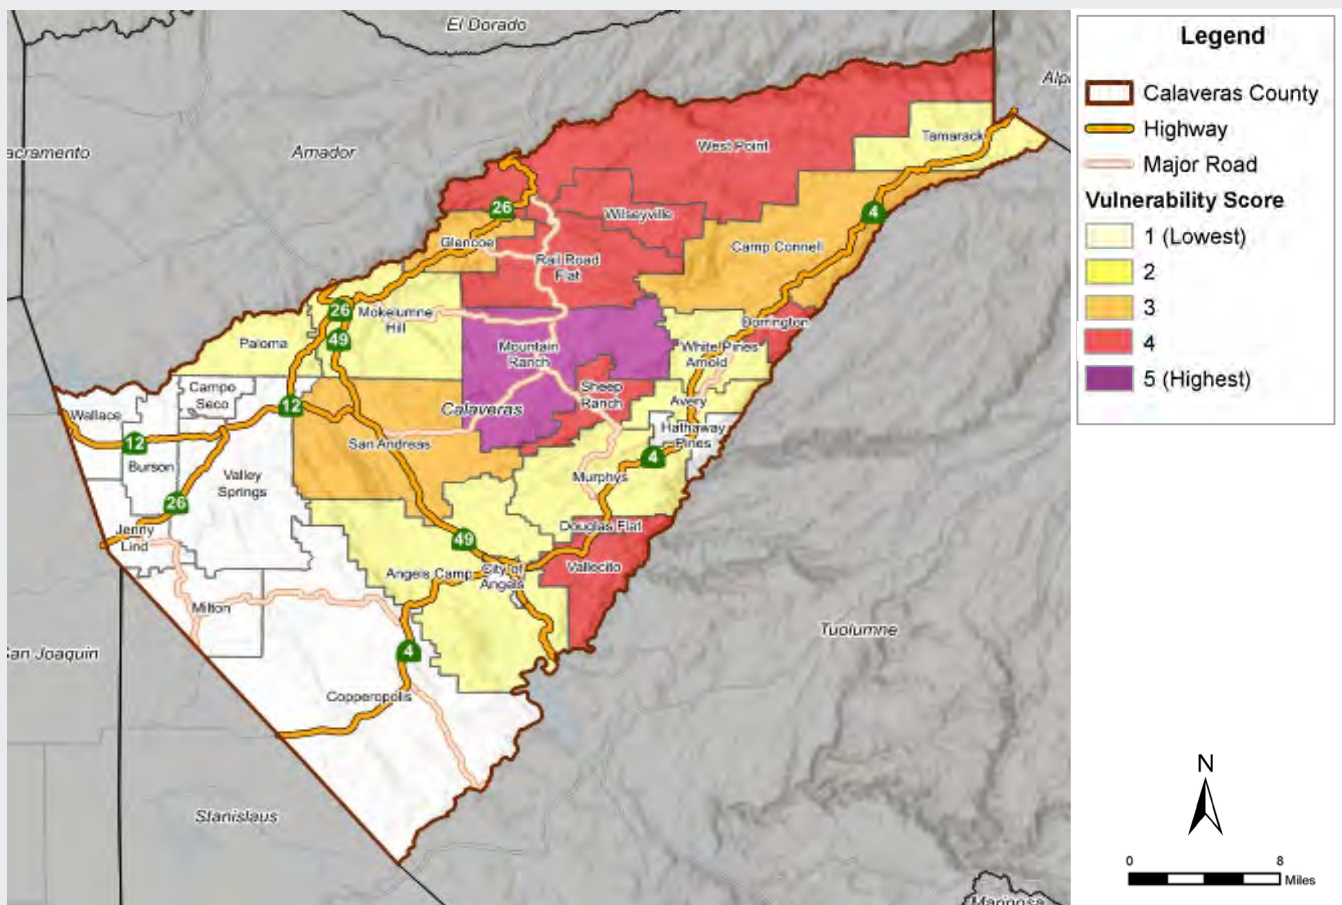 El Dorado
Alpi
acramento
Amador
Tamarack
West Point
26
Wilseyville
4
Glencoe
Camp Connell
Rail Road
Flat
26
Mokelumne
Hill
49
Dorrington
Paloma
Mountain
Ranch
White Pines
Arnold
Campo
Seco
Sheep
Ranch
Avery
Wallace
12
Calaveras
Hathaway
Pines
12
San Andreas
4
Burson
Valley
Springs
Murphys
26
Jenny
Lind
Douglas Flat
49
Angels Camp
City of
Angels
Vallecito
Milton
Tuolumne
San Joaquin
4
Copperopolis
Stanislaus
Mariposa
Legend
Calaveras County
Highway
Major Road
Vulnerability Score
1 (Lowest)
2
3
4
5 (Highest)
N
0 8
Miles